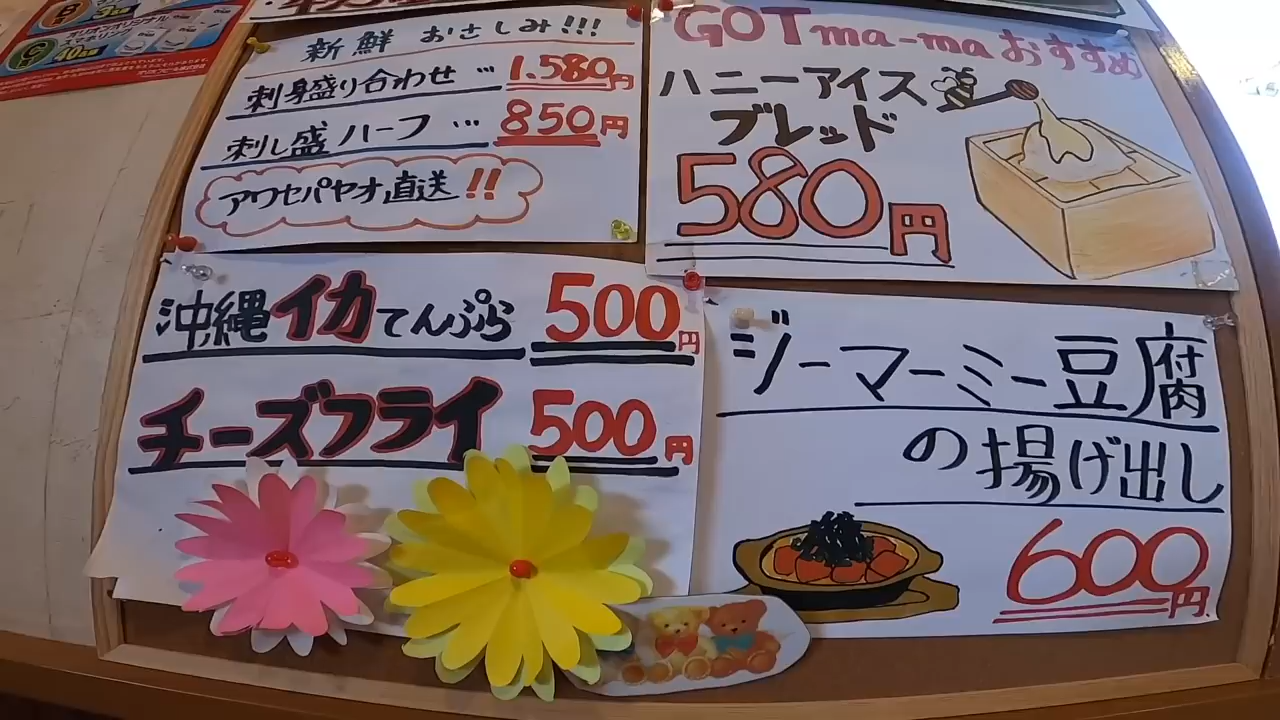 新鮮 おさしみ!!!
刺身盛り合わせ … 1.580円
刺し盛ハーフ … 850円
アワセパヤオ直送!!
GOT ma-ma おすすめ
ハニーアイス
ブレッド
580円
沖縄イカてんぷら 500円
チーズフライ 500円
ジーマーミー豆腐
の揚げ出し
600円